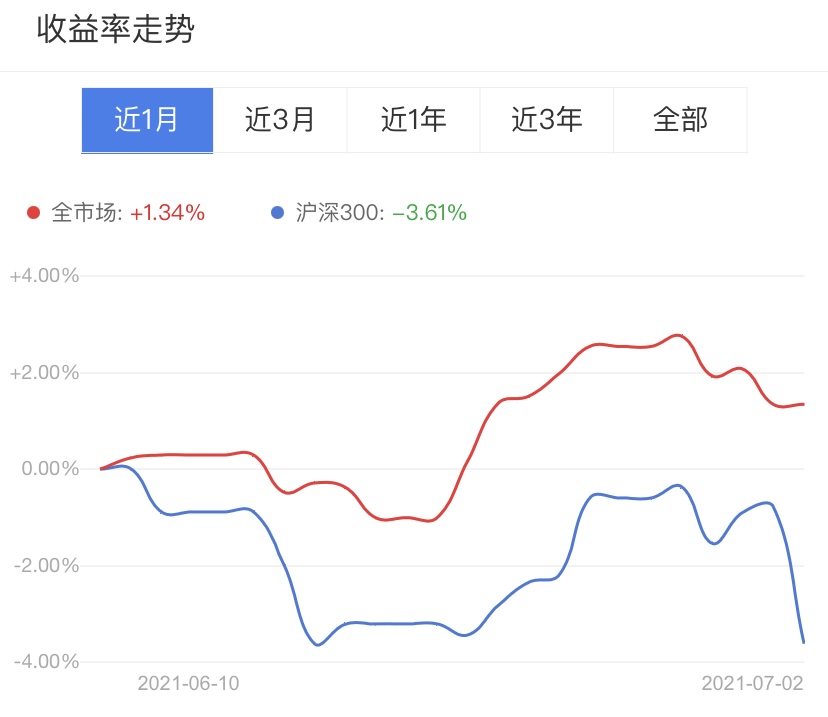 收益率走势
近1月 近3月 近1年 近3年 全部
全市场: +1.34% 沪深300: −3.61%
+4.00%
+2.00%
0.00%
-2.00%
-4.00%
2021-06-10 2021-07-02